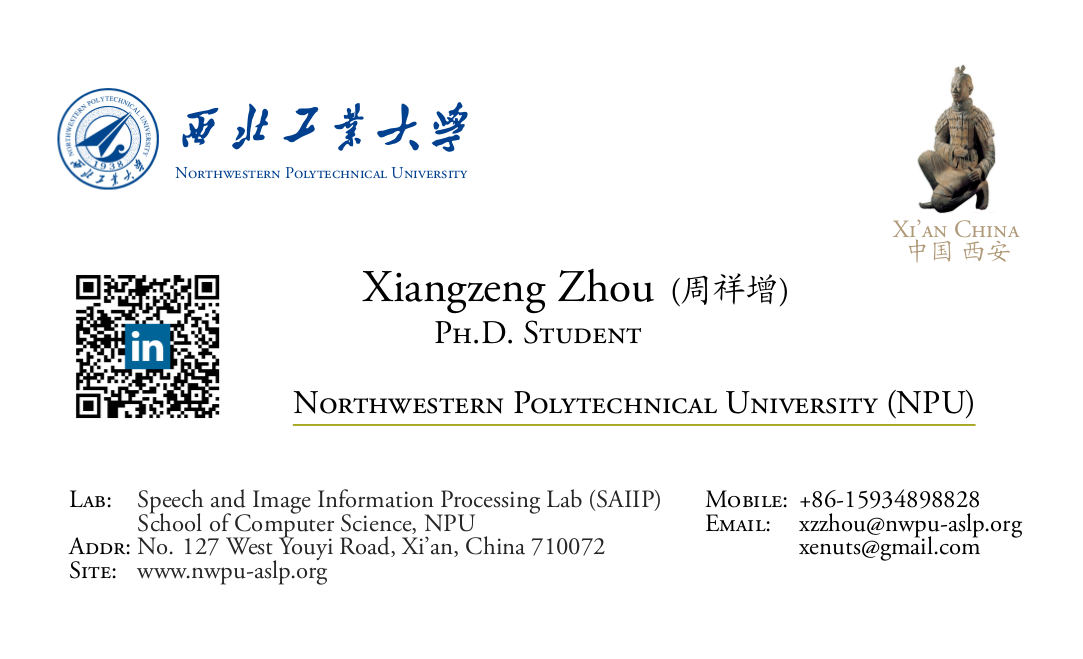 NORTHWESTERN POLYTECHNICAL UNIVERSITY
1938
西北工业大学
西北工業大學
Northwestern Polytechnical University
Xi'an China
中国 西安
in
Xiangzeng Zhou (周祥增)
Ph.D. Student
Northwestern Polytechnical University (NPU)
Lab: Speech and Image Information Processing Lab (SAIIP)
School of Computer Science, NPU
Addr: No. 127 West Youyi Road, Xi'an, China 710072
Site: www.nwpu-aslp.org
Mobile: +86-15934898828
Email: xzzhou@nwpu-aslp.org
xenuts@gmail.com